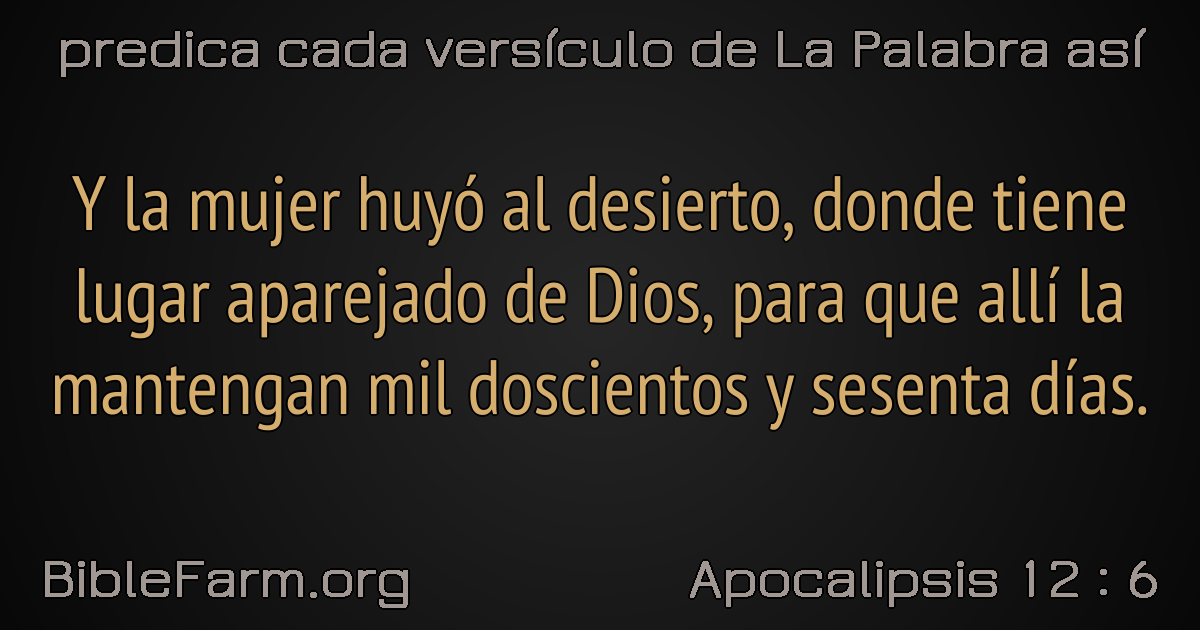 predica cada versículo de La Palabra así
Y la mujer huyó al desierto, donde tiene
lugar aparejado de Dios, para que allí la
mantengan mil doscientos y sesenta días.
BibleFarm.org
Apocalipsis 12 : 6